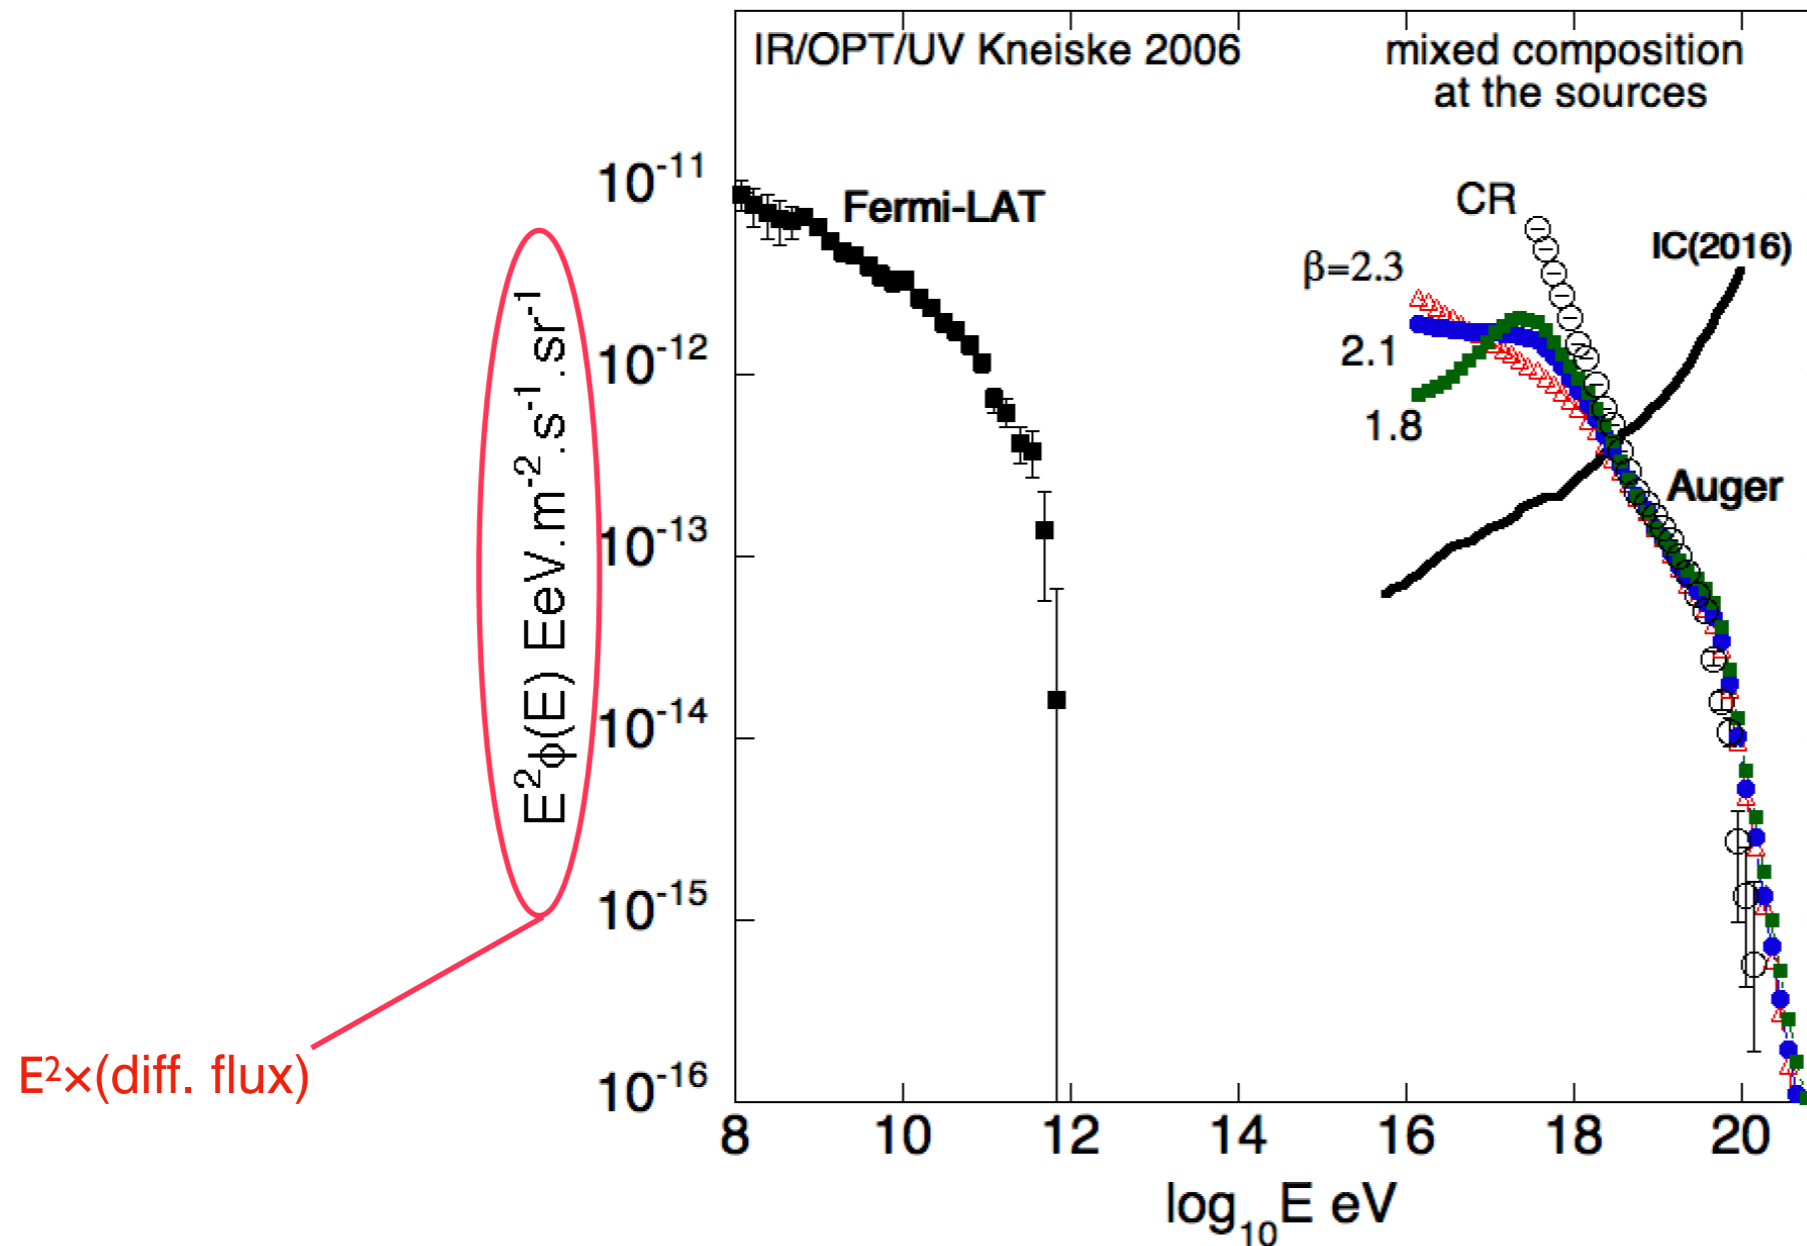 IR/OPT/UV Kneiske 2006
mixed composition
at the sources
10⁻¹¹
10⁻¹²
10⁻¹³
10⁻¹⁴
10⁻¹⁵
10⁻¹⁶
E²ϕ(E) EeV.m⁻².s⁻¹.sr⁻¹
Fermi-LAT
CR
IC(2016)
β=2.3
2.1
1.8
Auger
E²×(diff. flux)
8 10 12 14 16 18 20
log₁₀E eV